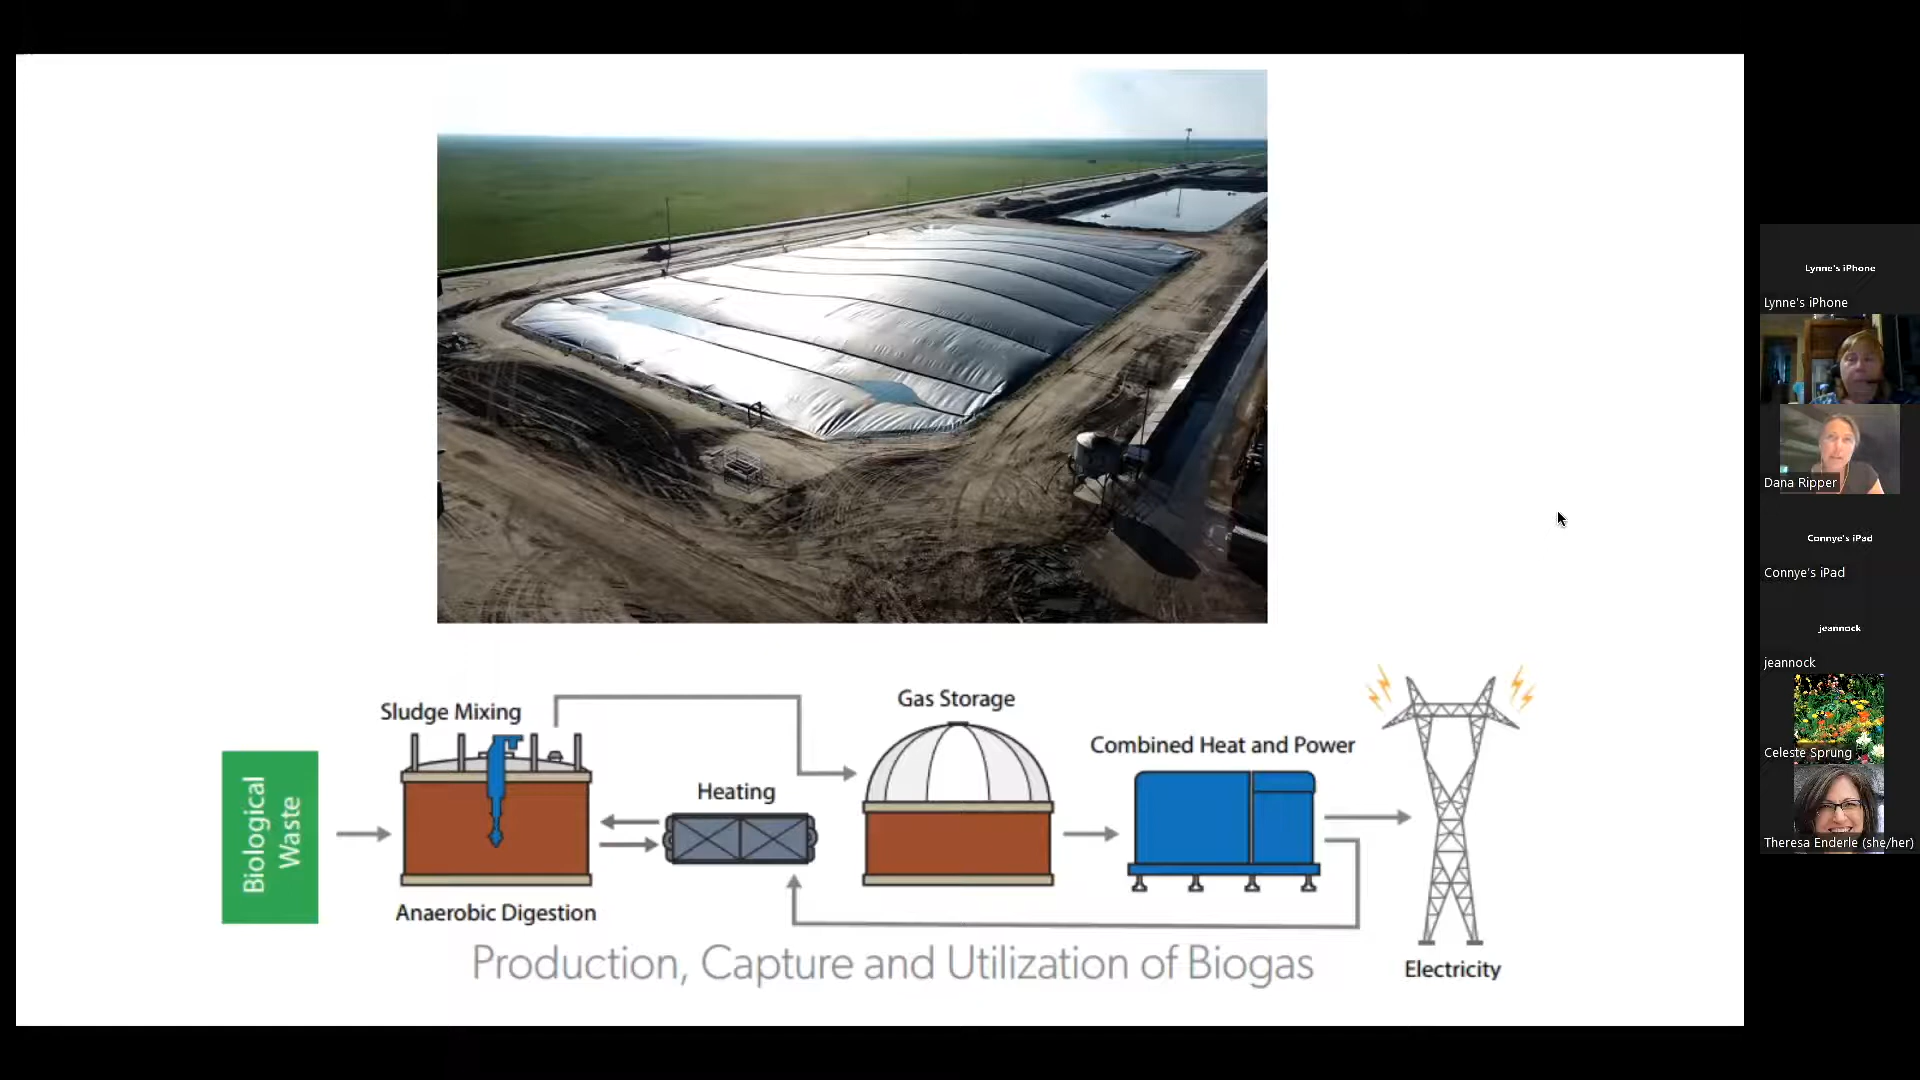 Sludge Mixing
Gas Storage
Combined Heat and Power
Heating
Biological
Waste
Anaerobic Digestion
Production, Capture and Utilization of Biogas
Electricity
Lynne's iPhone
Lynne's iPhone
Dana Ripper
Connye's iPad
Connye's iPad
jeannock
jeannock
Celeste Sprung
Theresa Enderle (she/her)